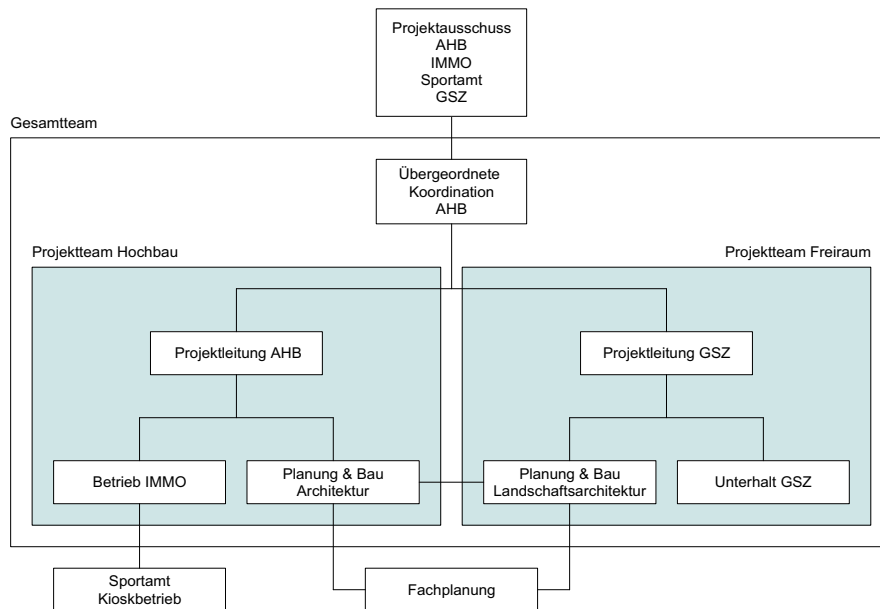 Projektausschuss
AHB
IMMO
Sportamt
GSZ
Gesamtteam
Übergeordnete
Koordination
AHB
Projektteam Hochbau
Projektteam Freiraum
Projektleitung AHB
Projektleitung GSZ
Betrieb IMMO
Planung & Bau
Architektur
Planung & Bau
Landschaftsarchitektur
Unterhalt GSZ
Sportamt
Kioskbetrieb
Fachplanung